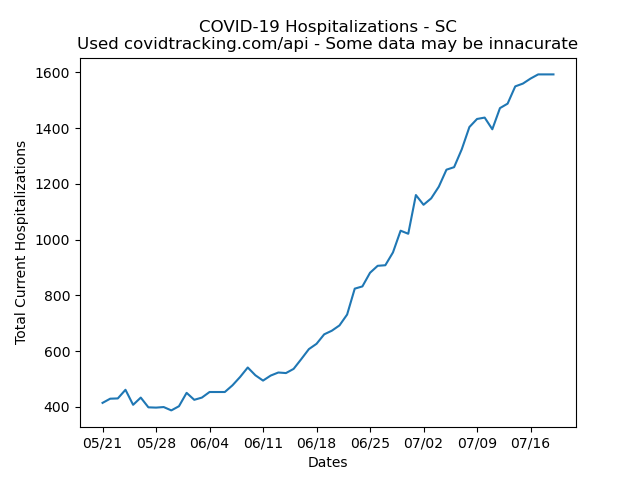 COVID-19 Hospitalizations - SC
Used covidtracking.com/api - Some data may be innacurate
1600
1400
1200
1000
800
600
400
Total Current Hospitalizations
05/21 05/28 06/04 06/11 06/18 06/25 07/02 07/09 07/16
Dates